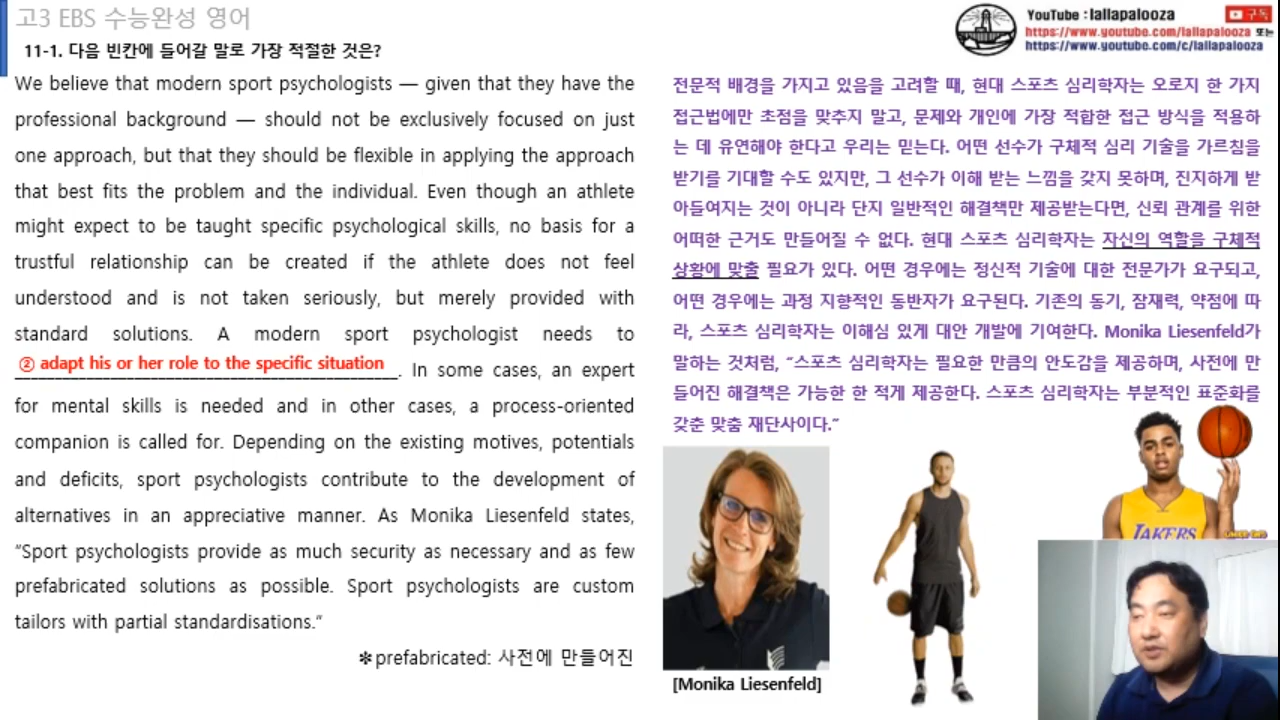 고3 EBS 수능완성 영어
11-1. 다음 빈칸에 들어갈 말로 가장 적절한 것은?
We believe that modern sport psychologists — given that they have the
professional background — should not be exclusively focused on just
one approach, but that they should be flexible in applying the approach
that best fits the problem and the individual. Even though an athlete
might expect to be taught specific psychological skills, no basis for a
trustful relationship can be created if the athlete does not feel
understood and is not taken seriously, but merely provided with
standard solutions. A modern sport psychologist needs to
② adapt his or her role to the specific situation. In some cases, an expert
for mental skills is needed and in other cases, a process-oriented
companion is called for. Depending on the existing motives, potentials
and deficits, sport psychologists contribute to the development of
alternatives in an appreciative manner. As Monika Liesenfeld states,
“Sport psychologists provide as much security as necessary and as few
prefabricated solutions as possible. Sport psychologists are custom
tailors with partial standardisations.”
✻prefabricated: 사전에 만들어진
YouTube : lallapalooza
구독
https://www.youtube.com/lallapalooza 또는
https://www.youtube.com/c/lallapalooza
전문적 배경을 가지고 있음을 고려할 때, 현대 스포츠 심리학자는 오로지 한 가지
접근법에만 초점을 맞추지 말고, 문제와 개인에 가장 적합한 접근 방식을 적용하
는 데 유연해야 한다고 우리는 믿는다. 어떤 선수가 구체적 심리 기술을 가르침을
받기를 기대할 수도 있지만, 그 선수가 이해 받는 느낌을 갖지 못하며, 진지하게 받
아들여지는 것이 아니라 단지 일반적인 해결책만 제공받는다면, 신뢰 관계를 위한
어떠한 근거도 만들어질 수 없다. 현대 스포츠 심리학자는 자신의 역할을 구체적
상황에 맞출 필요가 있다. 어떤 경우에는 정신적 기술에 대한 전문가가 요구되고,
어떤 경우에는 과정 지향적인 동반자가 요구된다. 기존의 동기, 잠재력, 약점에 따
라, 스포츠 심리학자는 이해심 있게 대안 개발에 기여한다. Monika Liesenfeld가
말하는 것처럼, “스포츠 심리학자는 필요한 만큼의 안도감을 제공하며, 사전에 만
들어진 해결책은 가능한 한 적게 제공한다. 스포츠 심리학자는 부분적인 표준화를
갖춘 맞춤 재단사이다.”
LAKERS
[Monika Liesenfeld]